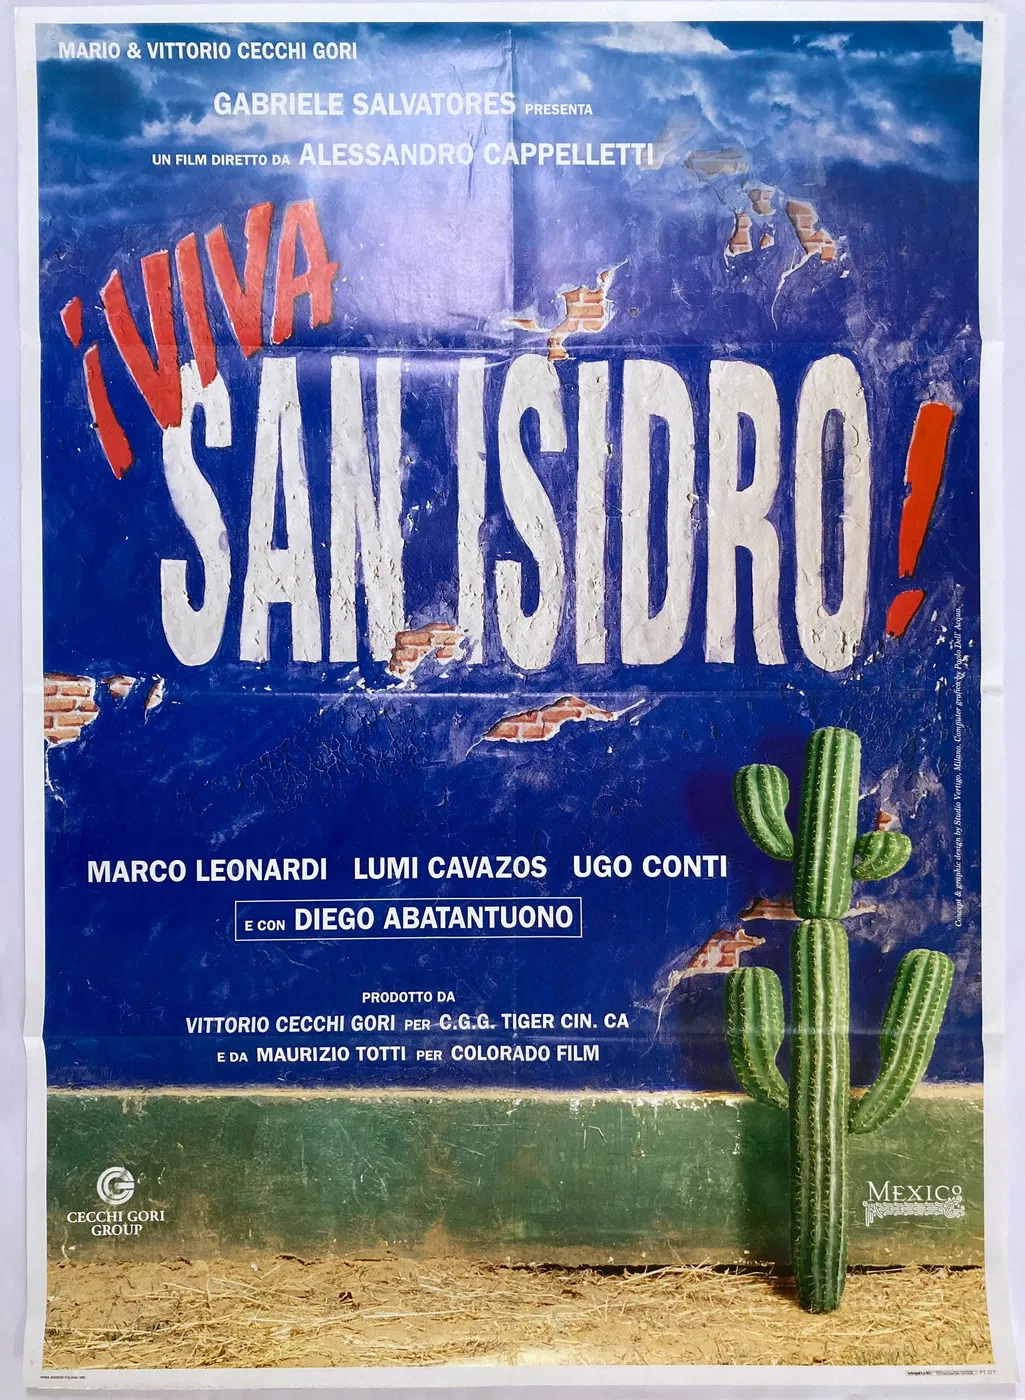 MARIO & VITTORIO CECCHI GORI
GABRIELE SALVATORES PRESENTA
UN FILM DIRETTO DA ALESSANDRO CAPPELLETTI
¡VIVA
SAN ISIDRO!
Concept & graphic design by Studio Vertigo, Milano. Computer grafica by Paolo Dell' Acqua.
MARCO LEONARDI LUMI CAVAZOS UGO CONTI
E CON DIEGO ABATANTUONO
PRODOTTO DA
VITTORIO CECCHI GORI PER C.G.G. TIGER CIN. CA
E DA MAURIZIO TOTTI PER COLORADO FILM
CECCHI GORI
GROUP
MEXICO